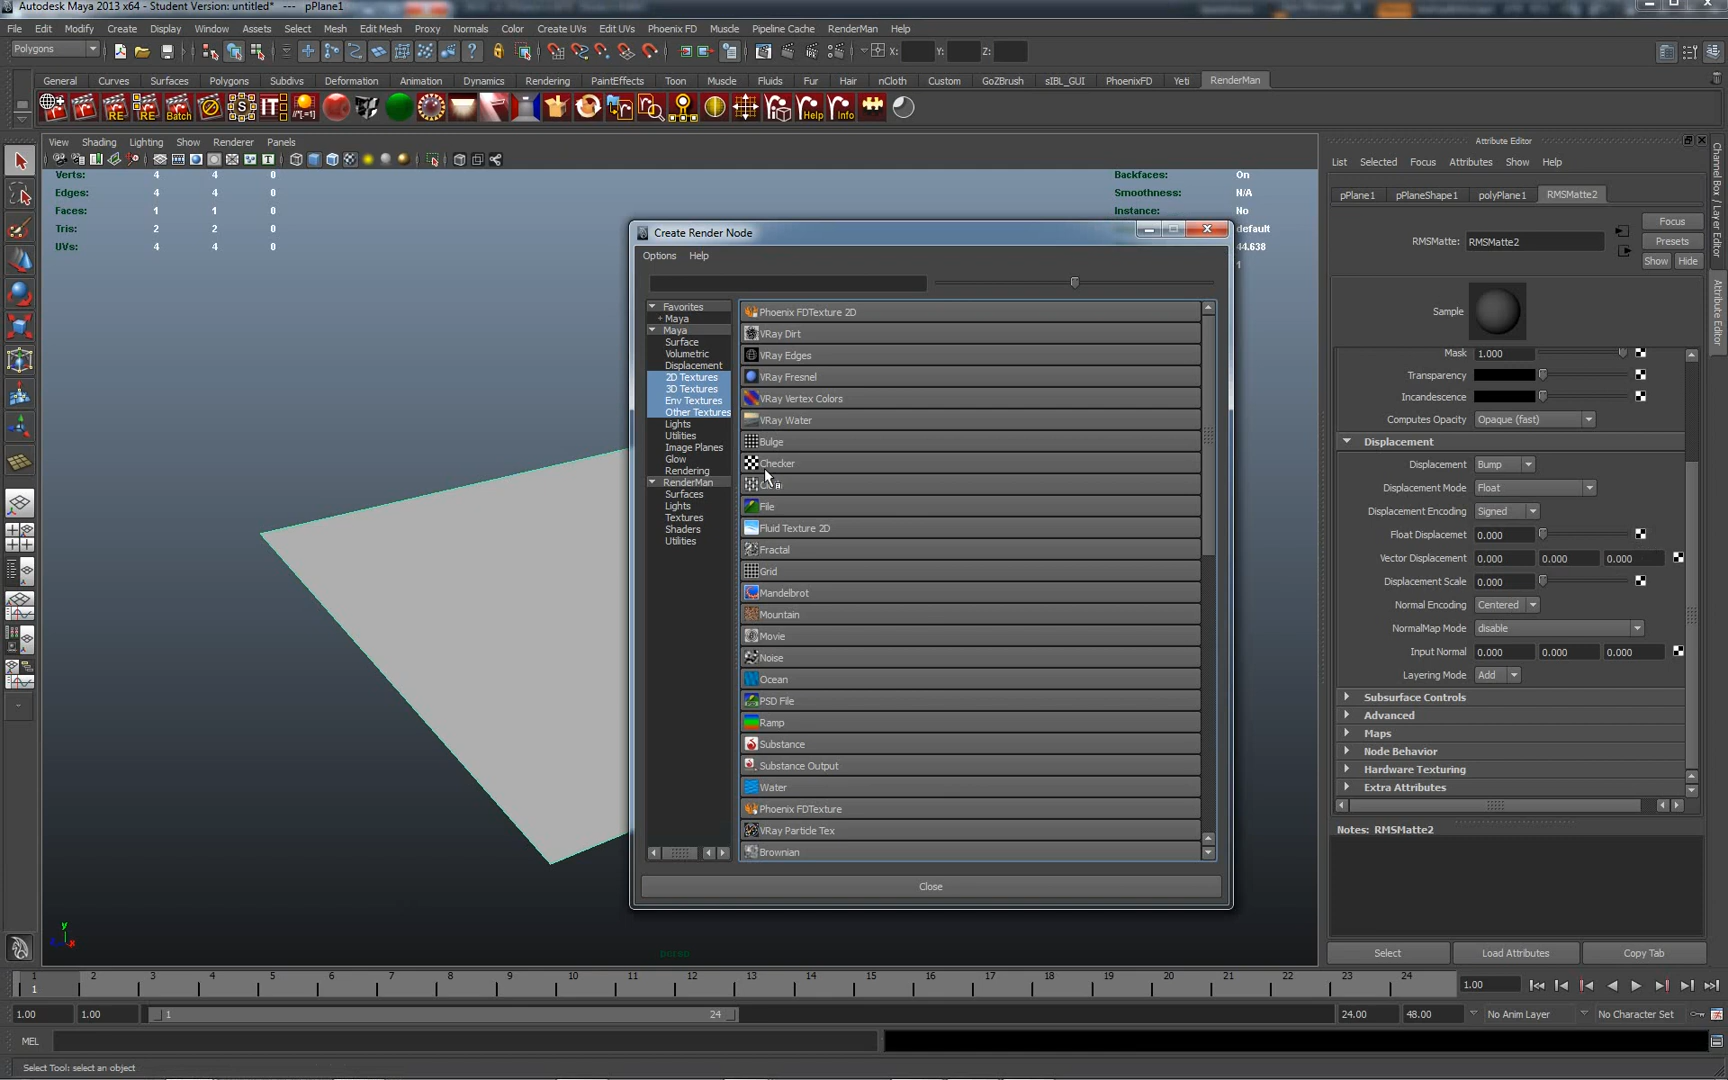 Autodesk Maya 2013 x64 - Student Version: untitled* --- pPlane1
File Edit Modify Create Display Window Assets Select Mesh Edit Mesh Proxy Normals Color Create UVs Edit UVs Phoenix FD Muscle Pipeline Cache RenderMan Help
Polygons X: Y: Z:
General Curves Surfaces Polygons Subdivs Deformation Animation Dynamics Rendering PaintEffects Toon Muscle Fluids Fur Hair nCloth Custom GoZBrush sIBL_GUI PhoenixFD Yeti RenderMan
RE RE Batch IT Help Info
View Shading Lighting Show Renderer Panels
Verts: 4 4 0
Edges: 4 4 0
Faces: 1 1 0
Tris: 2 2 0
UVs: 4 4 0
Backfaces: On
Smoothness: N/A
Instance: No
default
44.638
1
Create Render Node
Options Help
Favorites
+ Maya
Maya
Surface
Volumetric
Displacement
2D Textures
3D Textures
Env Textures
Other Textures
Lights
Utilities
Image Planes
Glow
Rendering
RenderMan
Surfaces
Lights
Textures
Shaders
Utilities
Phoenix FDTexture 2D
VRay Dirt
VRay Edges
VRay Fresnel
VRay Vertex Colors
VRay Water
Bulge
Checker
File
Fluid Texture 2D
Fractal
Grid
Mandelbrot
Mountain
Movie
Noise
Ocean
PSD File
Ramp
Substance
Substance Output
Water
Phoenix FDTexture
VRay Particle Tex
Brownian
Close
Attribute Editor
List Selected Focus Attributes Show Help
pPlane1 pPlaneShape1 polyPlane1 RMSMatte2
Focus
RMSMatte: RMSMatte2 Presets
Show Hide
Sample
Mask 1.000
Transparency
Incandescence
Computes Opacity Opaque (fast)
Displacement
Displacement Bump
Displacement Mode Float
Displacement Encoding Signed
Float Displacemet 0.000
Vector Displacement 0.000 0.000 0.000
Displacement Scale 0.000
Normal Encoding Centered
NormalMap Mode disable
Input Normal 0.000 0.000 0.000
Layering Mode Add
Subsurface Controls
Advanced
Maps
Node Behavior
Hardware Texturing
Extra Attributes
Notes: RMSMatte2
Select Load Attributes Copy Tab
Channel Box / Layer Editor
Attribute Editor
y
x
persp
1 2 3 4 5 6 7 8 9 10 11 12 13 14 15 16 17 18 19 20 21 22 23 24
1 1.00
1.00 1.00 1 24 24.00 48.00 No Anim Layer No Character Set
MEL
Select Tool: select an object